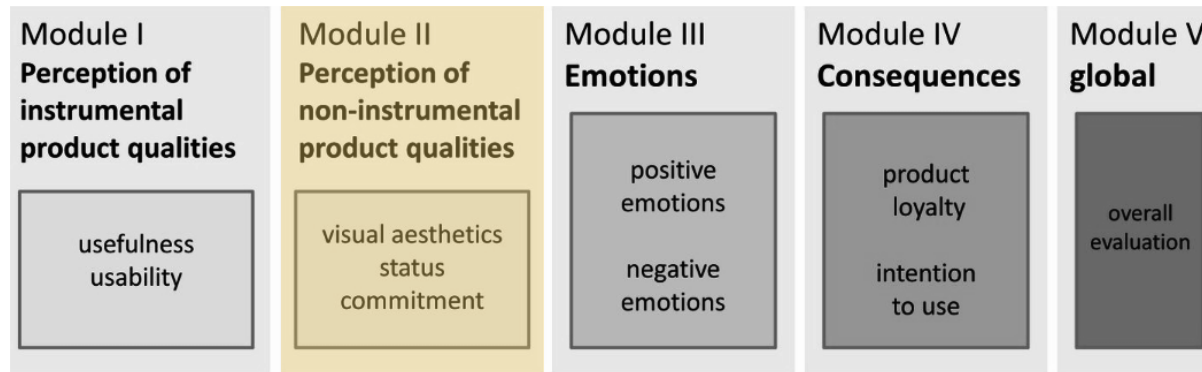 Module I
Perception of
instrumental
product qualities
usefulness
usability
Module II
Perception of
non-instrumental
product qualities
visual aesthetics
status
commitment
Module III
Emotions
positive
emotions
negative
emotions
Module IV
Consequences
product
loyalty
intention
to use
Module V
global
overall
evaluation